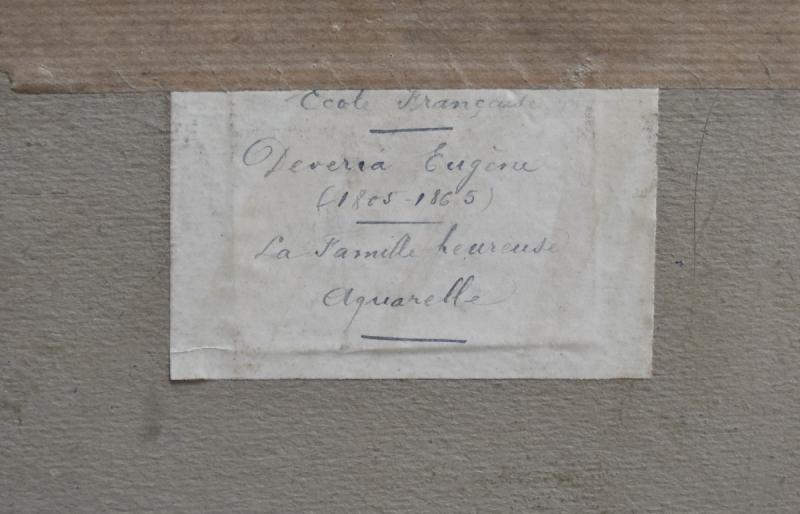 Ecole Française
Deveria Eugène
(1805-1865)
La Famille heureuse
Aquarelle